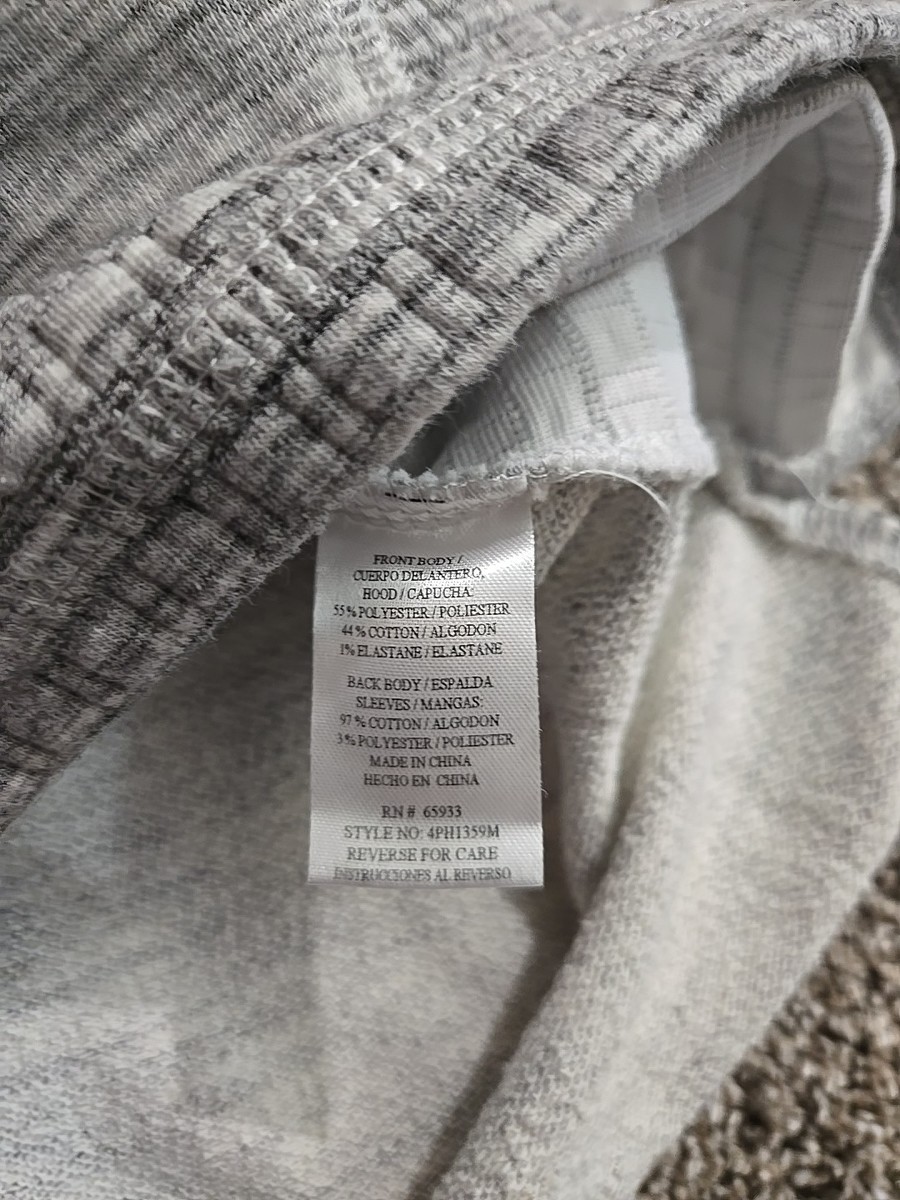 FRONT BODY /
CUERPO DELANTERO,
HOOD / CAPUCHA:
55% POLYESTER / POLIESTER
44% COTTON / ALGODON
1% ELASTANE / ELASTANE
BACK BODY / ESPALDA
SLEEVES / MANGAS:
97% COTTON / ALGODON
3% POLYESTER / POLIESTER
MADE IN CHINA
HECHO EN CHINA
RN # 65933
STYLE NO: 4PH1359M
REVERSE FOR CARE
INSTRUCCIONES AL REVERSO